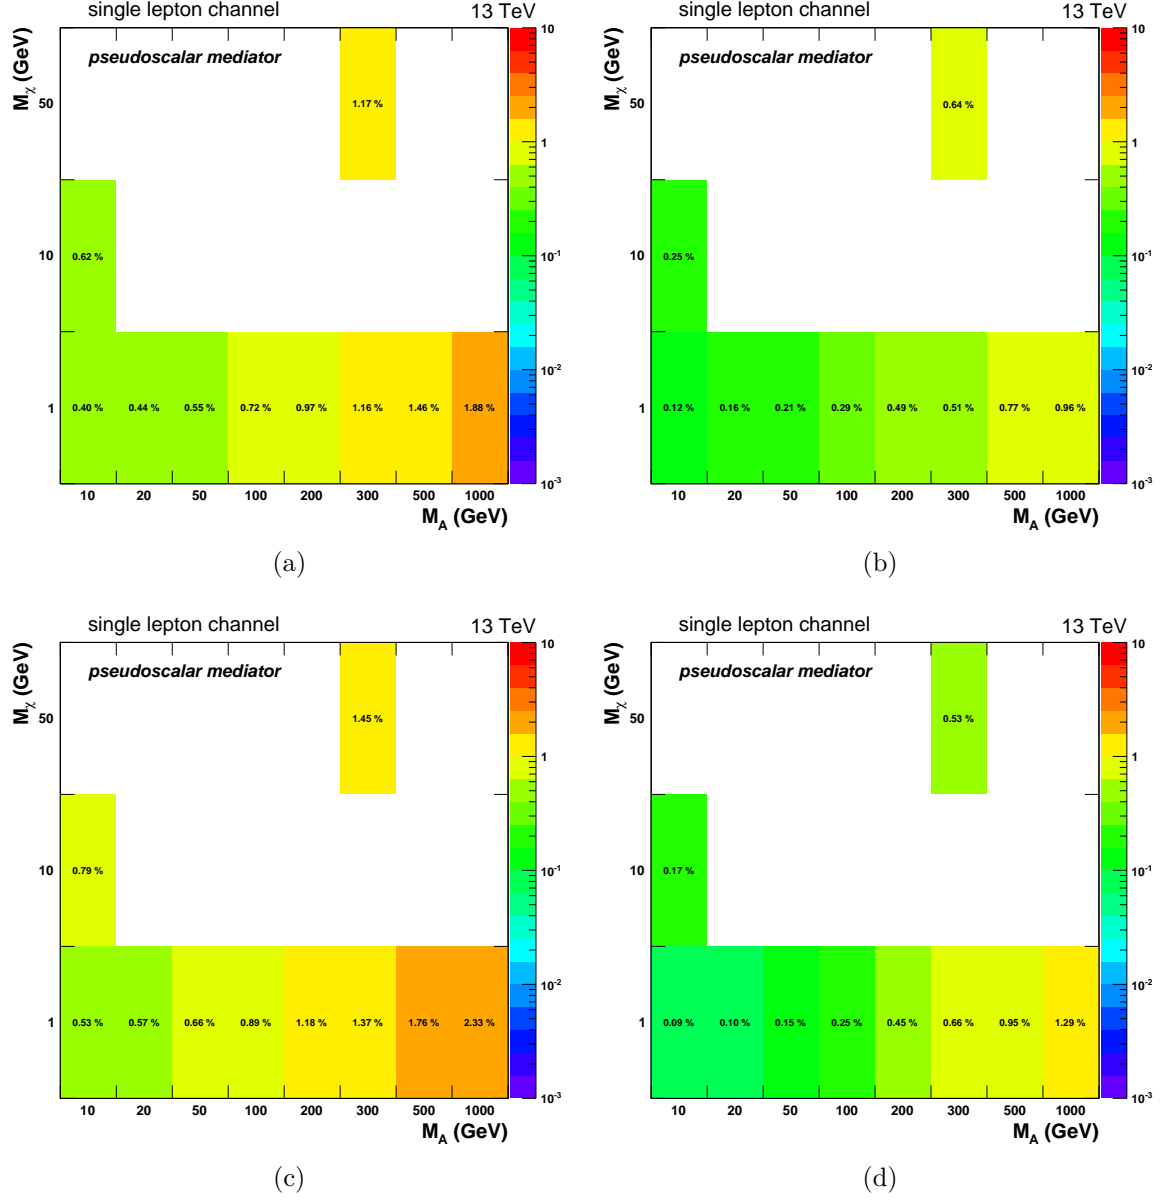 single lepton channel 13 TeV
pseudoscalar mediator
M_χ (GeV)
50
10
1
1.17 %
0.62 %
0.40 % 0.44 % 0.55 % 0.72 % 0.97 % 1.16 % 1.46 % 1.88 %
10 20 50 100 200 300 500 1000
M_A (GeV)
10
1
10^-1
10^-2
10^-3
(a)
single lepton channel 13 TeV
pseudoscalar mediator
M_χ (GeV)
50
10
1
0.64 %
0.25 %
0.12 % 0.16 % 0.21 % 0.29 % 0.49 % 0.51 % 0.77 % 0.96 %
10 20 50 100 200 300 500 1000
M_A (GeV)
10
1
10^-1
10^-2
10^-3
(b)
single lepton channel 13 TeV
pseudoscalar mediator
M_χ (GeV)
50
10
1
1.45 %
0.79 %
0.53 % 0.57 % 0.66 % 0.89 % 1.18 % 1.37 % 1.76 % 2.33 %
10 20 50 100 200 300 500 1000
M_A (GeV)
10
1
10^-1
10^-2
10^-3
(c)
single lepton channel 13 TeV
pseudoscalar mediator
M_χ (GeV)
50
10
1
0.53 %
0.17 %
0.09 % 0.10 % 0.15 % 0.25 % 0.45 % 0.66 % 0.95 % 1.29 %
10 20 50 100 200 300 500 1000
M_A (GeV)
10
1
10^-1
10^-2
10^-3
(d)